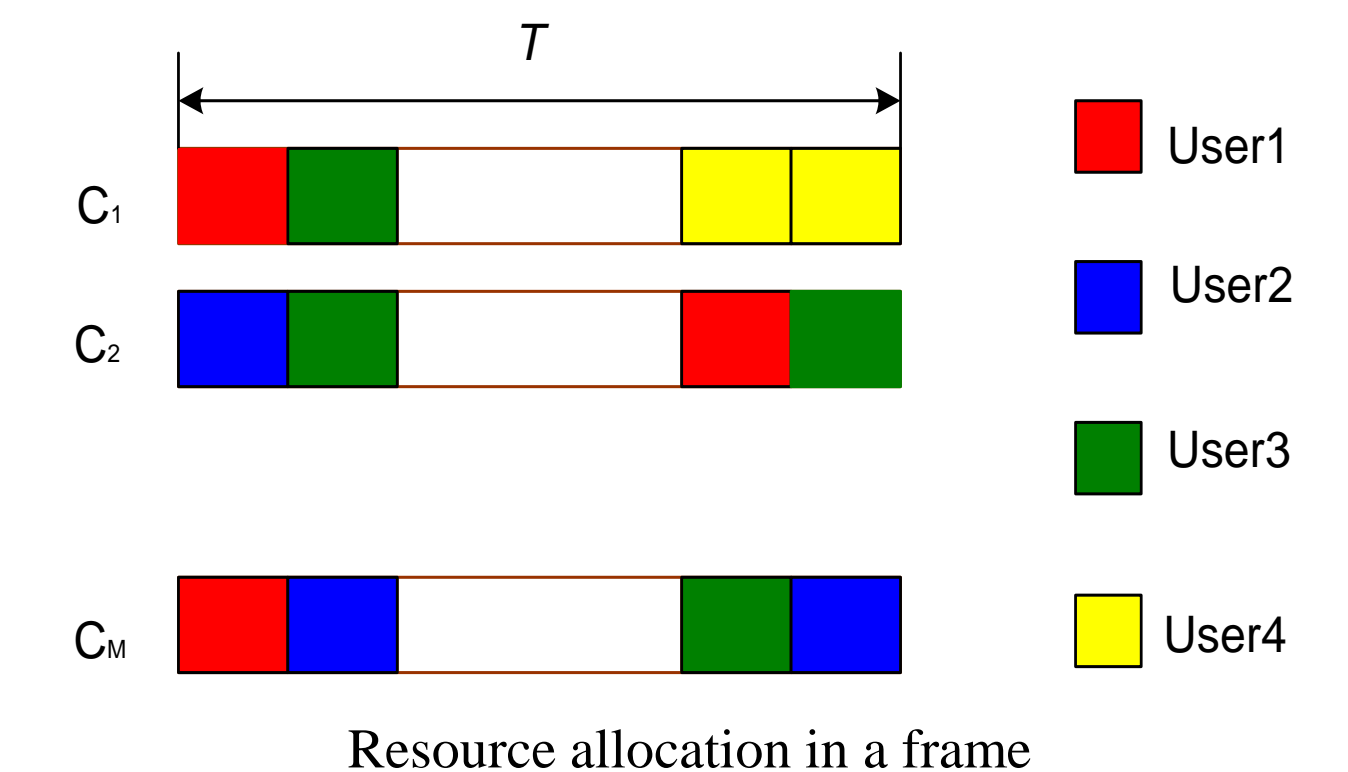 T
C1
User1
C2
User2
User3
CM
User4
Resource allocation in a frame